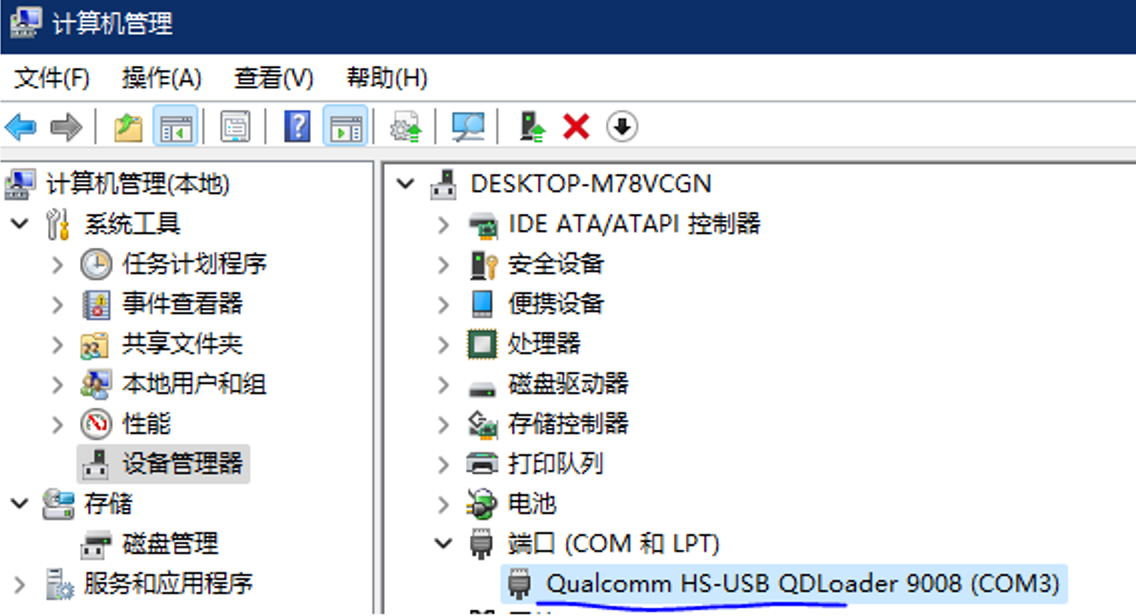 计算机管理
文件(F) 操作(A) 查看(V) 帮助(H)
计算机管理(本地)
系统工具
任务计划程序
事件查看器
共享文件夹
本地用户和组
性能
设备管理器
存储
磁盘管理
服务和应用程序
DESKTOP-M78VCGN
IDE ATA/ATAPI 控制器
安全设备
便携设备
处理器
磁盘驱动器
存储控制器
打印队列
电池
端口 (COM 和 LPT)
Qualcomm HS-USB QDLoader 9008 (COM3)